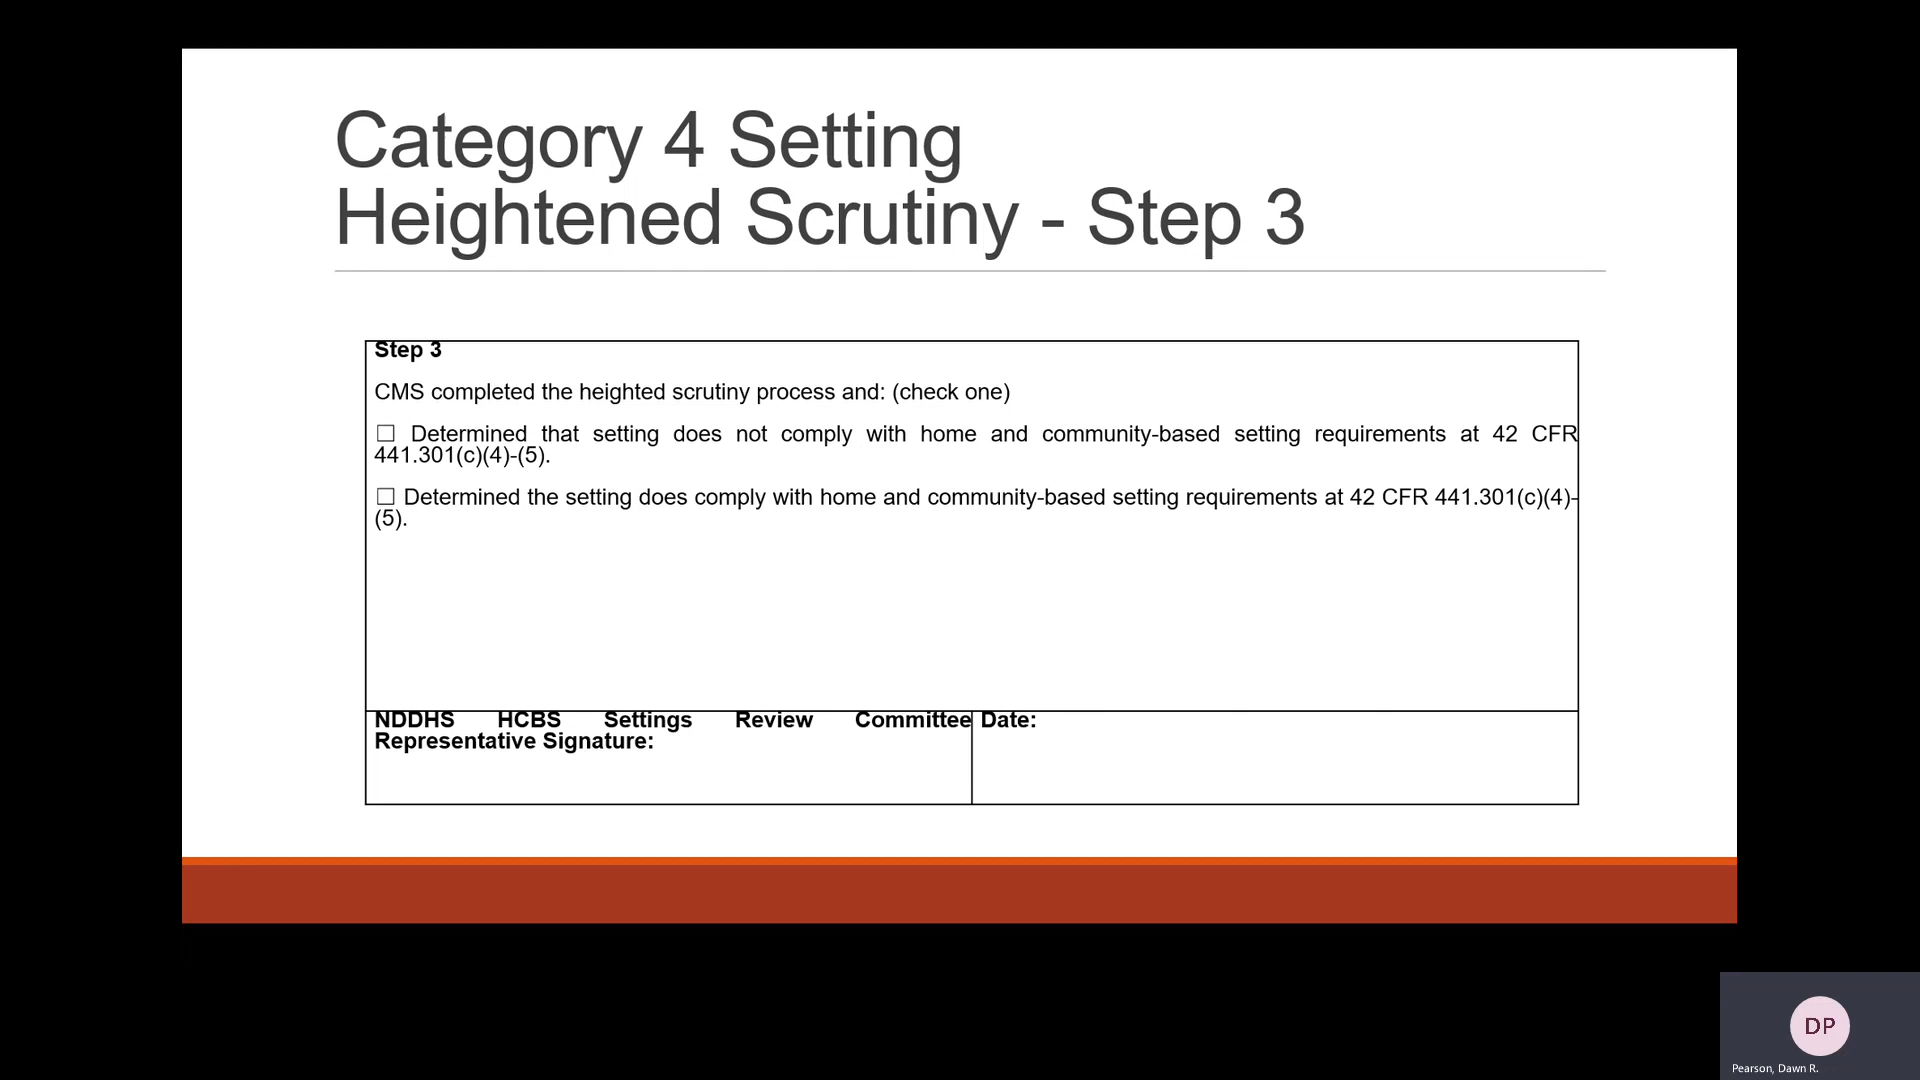 Category 4 Setting
Heightened Scrutiny - Step 3
Step 3
CMS completed the heighted scrutiny process and: (check one)
☐ Determined that setting does not comply with home and community-based setting requirements at 42 CFR
441.301(c)(4)-(5).
☐ Determined the setting does comply with home and community-based setting requirements at 42 CFR 441.301(c)(4)-
(5).
NDDHS HCBS Settings Review Committee
Representative Signature:
Date:
DP
Pearson, Dawn R.